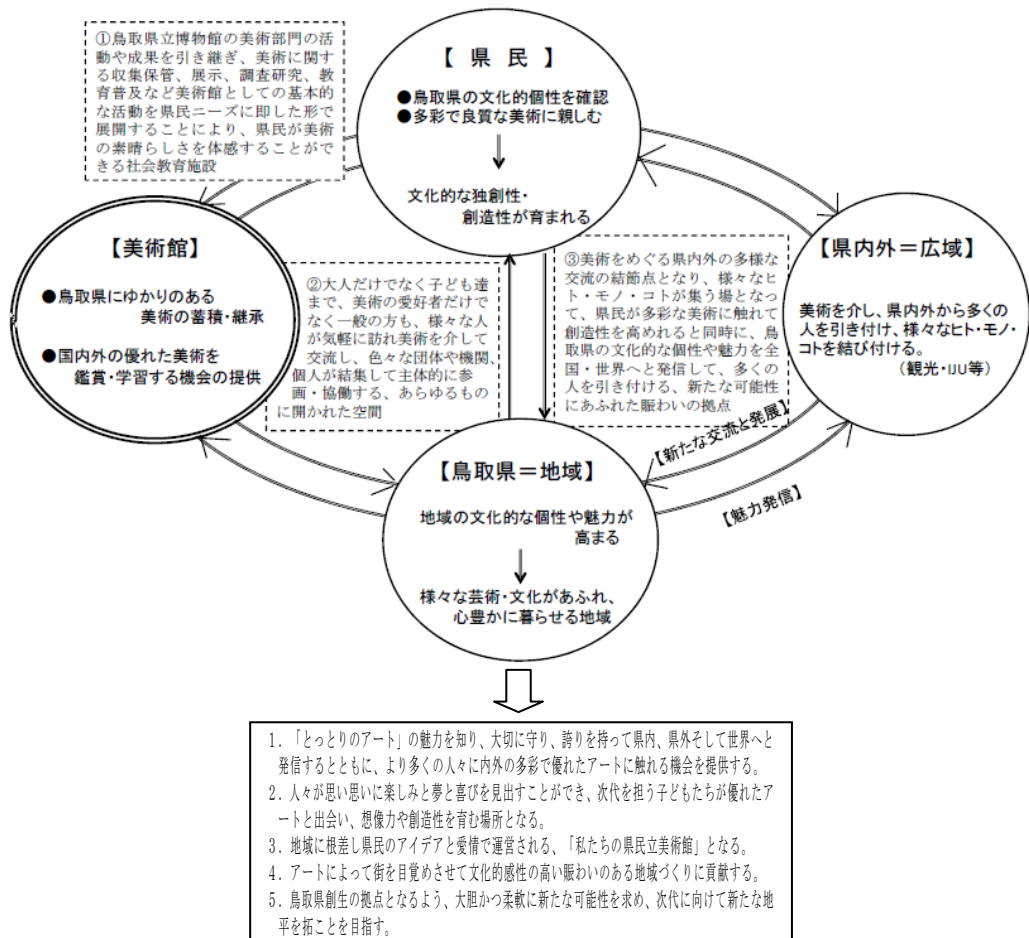 ①鳥取県立博物館の美術部門の活
動や成果を引き継ぎ、美術に関す
る収集保管、展示、調査研究、教
育普及など美術館としての基本的
な活動を県民ニーズに即した形で
展開することにより、県民が美術
の素晴らしさを体感することがで
きる社会教育施設
【 県 民 】
●鳥取県の文化的個性を確認
●多彩で良質な美術に親しむ
文化的な独創性・
創造性が育まれる
【美術館】
●鳥取県にゆかりのある
美術の蓄積・継承
●国内外の優れた美術を
鑑賞・学習する機会の提供
②大人だけでなく子ども達
まで、美術の愛好者だけで
なく一般の方も、様々な人
が気軽に訪れ美術を介して
交流し、色々な団体や機関、
個人が結集して主体的に参
画・協働する、あらゆるもの
に開かれた空間
③美術をめぐる県内外の多様な
交流の結節点となり、様々なヒ
ト・モノ・コトが集う場となっ
て、県民が多彩な美術に触れて
創造性を高めれると同時に、鳥
取県の文化的な個性や魅力を全
国・世界へと発信して、多くの
人を引き付ける、新たな可能性
にあふれた賑わいの拠点
【県内外＝広域】
美術を介し、県内外から多くの
人を引き付け、様々なヒト・モノ・
コトを結び付ける。
（観光・IJU等）
【新たな交流と発展】
【魅力発信】
【鳥取県＝地域】
地域の文化的な個性や魅力が
高まる
様々な芸術・文化があふれ、
心豊かに暮らせる地域
1．「とっとりのアート」の魅力を知り、大切に守り、誇りを持って県内、県外そして世界へと
発信するとともに、より多くの人々に内外の多彩で優れたアートに触れる機会を提供する。
2．人々が思い思いに楽しみと夢と喜びを見出すことができ、次代を担う子どもたちが優れたア
ートと出会い、想像力や創造性を育む場所となる。
3．地域に根差し県民のアイデアと愛情で運営される、「私たちの県民立美術館」となる。
4．アートによって街を目覚めさせて文化的感性の高い賑わいのある地域づくりに貢献する。
5．鳥取県創生の拠点となるよう、大胆かつ柔軟に新たな可能性を求め、次代に向けて新たな地
平を拓ことを目指す。